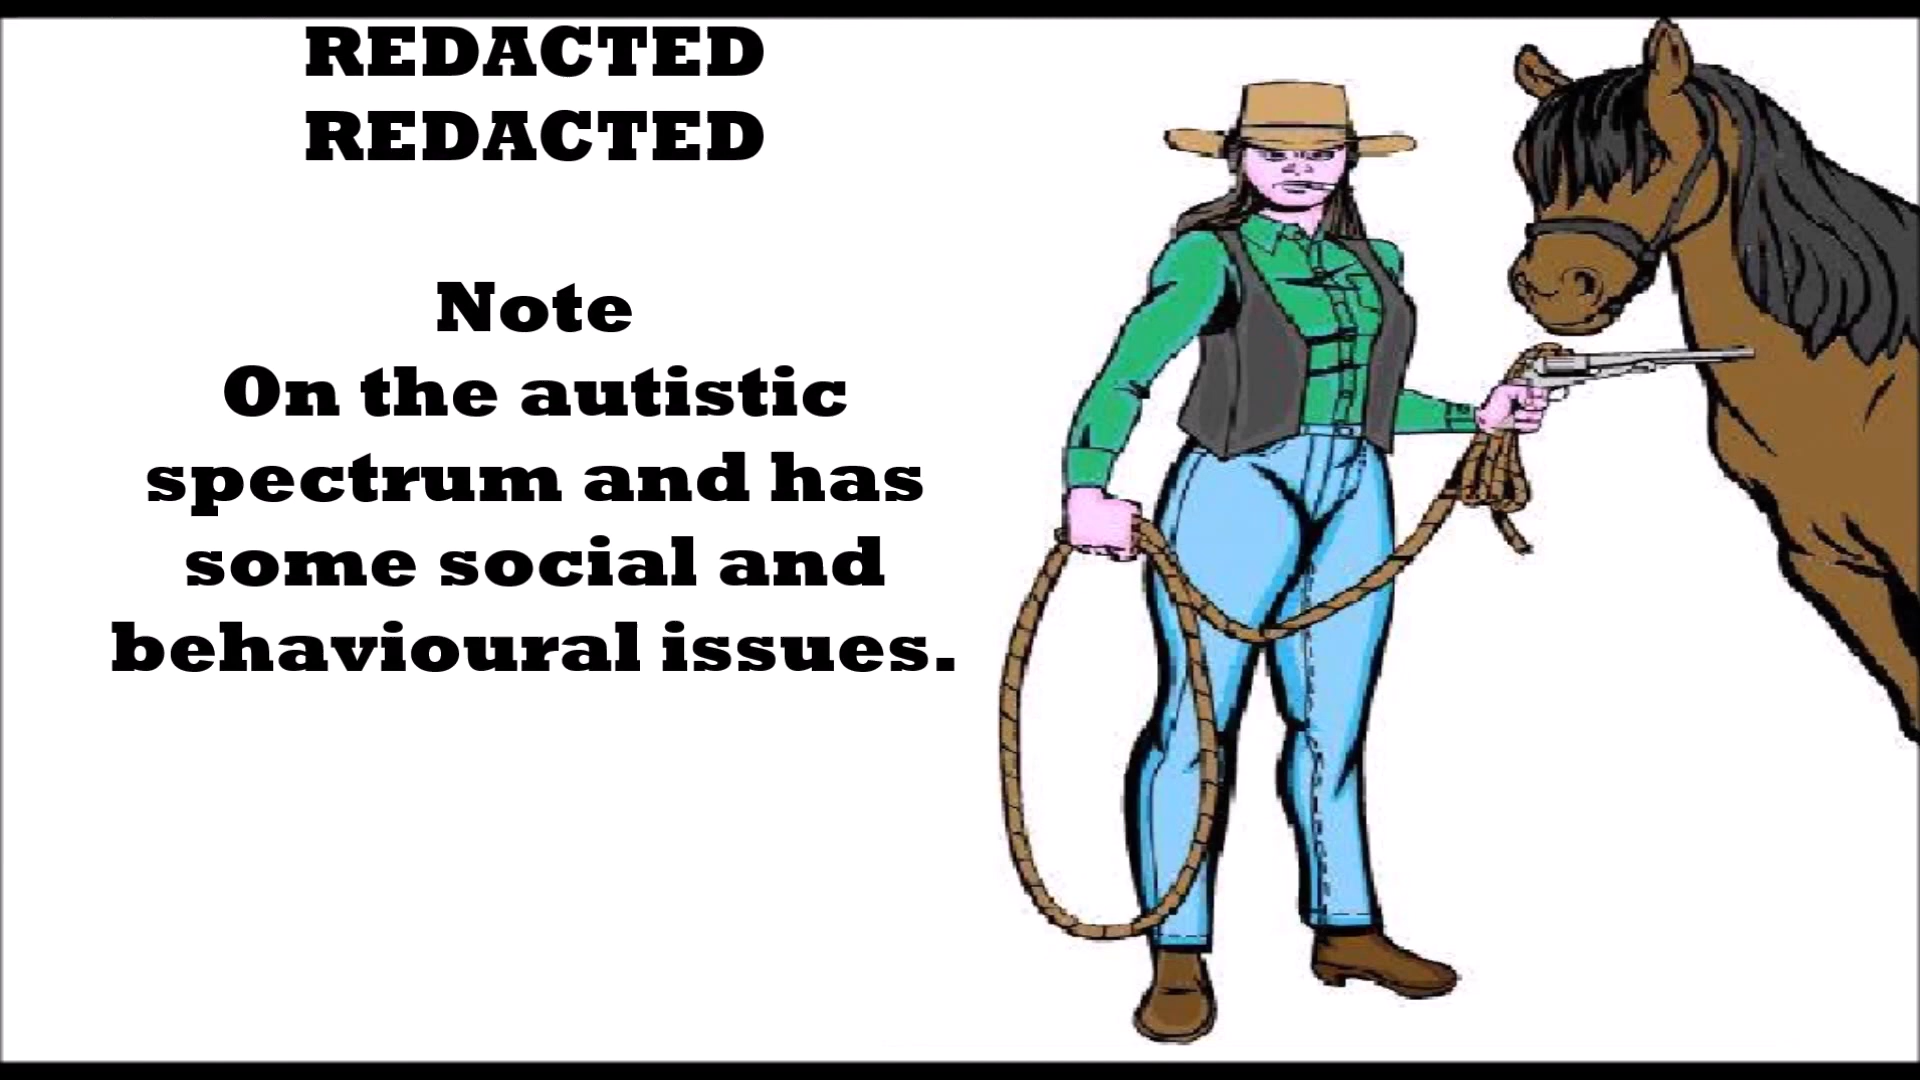 REDACTED
REDACTED
Note
On the autistic
spectrum and has
some social and
behavioural issues.